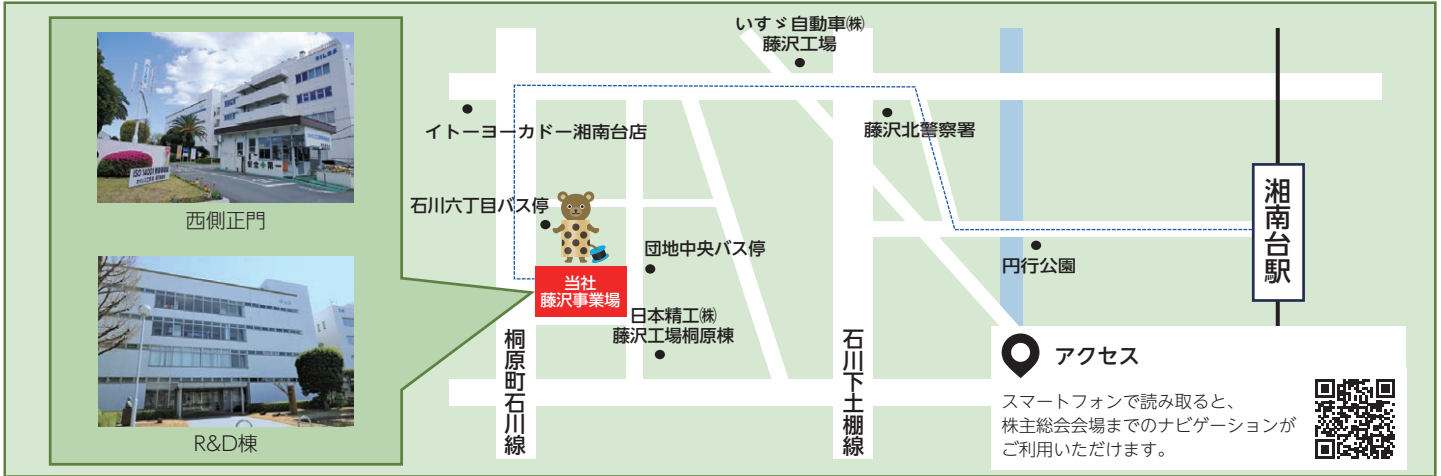 西側正門
R&D棟
いすゞ自動車㈱
藤沢工場
イトーヨーカドー湘南台店
藤沢北警察署
石川六丁目バス停
団地中央バス停
当社
藤沢事業場
日本精工㈱
藤沢工場桐原棟
桐原町石川線
石川下土棚線
円行公園
湘南台駅
アクセス
スマートフォンで読み取ると、
株主総会会場までのナビゲーションが
ご利用いただけます。
ISO 14001
安全✚第一